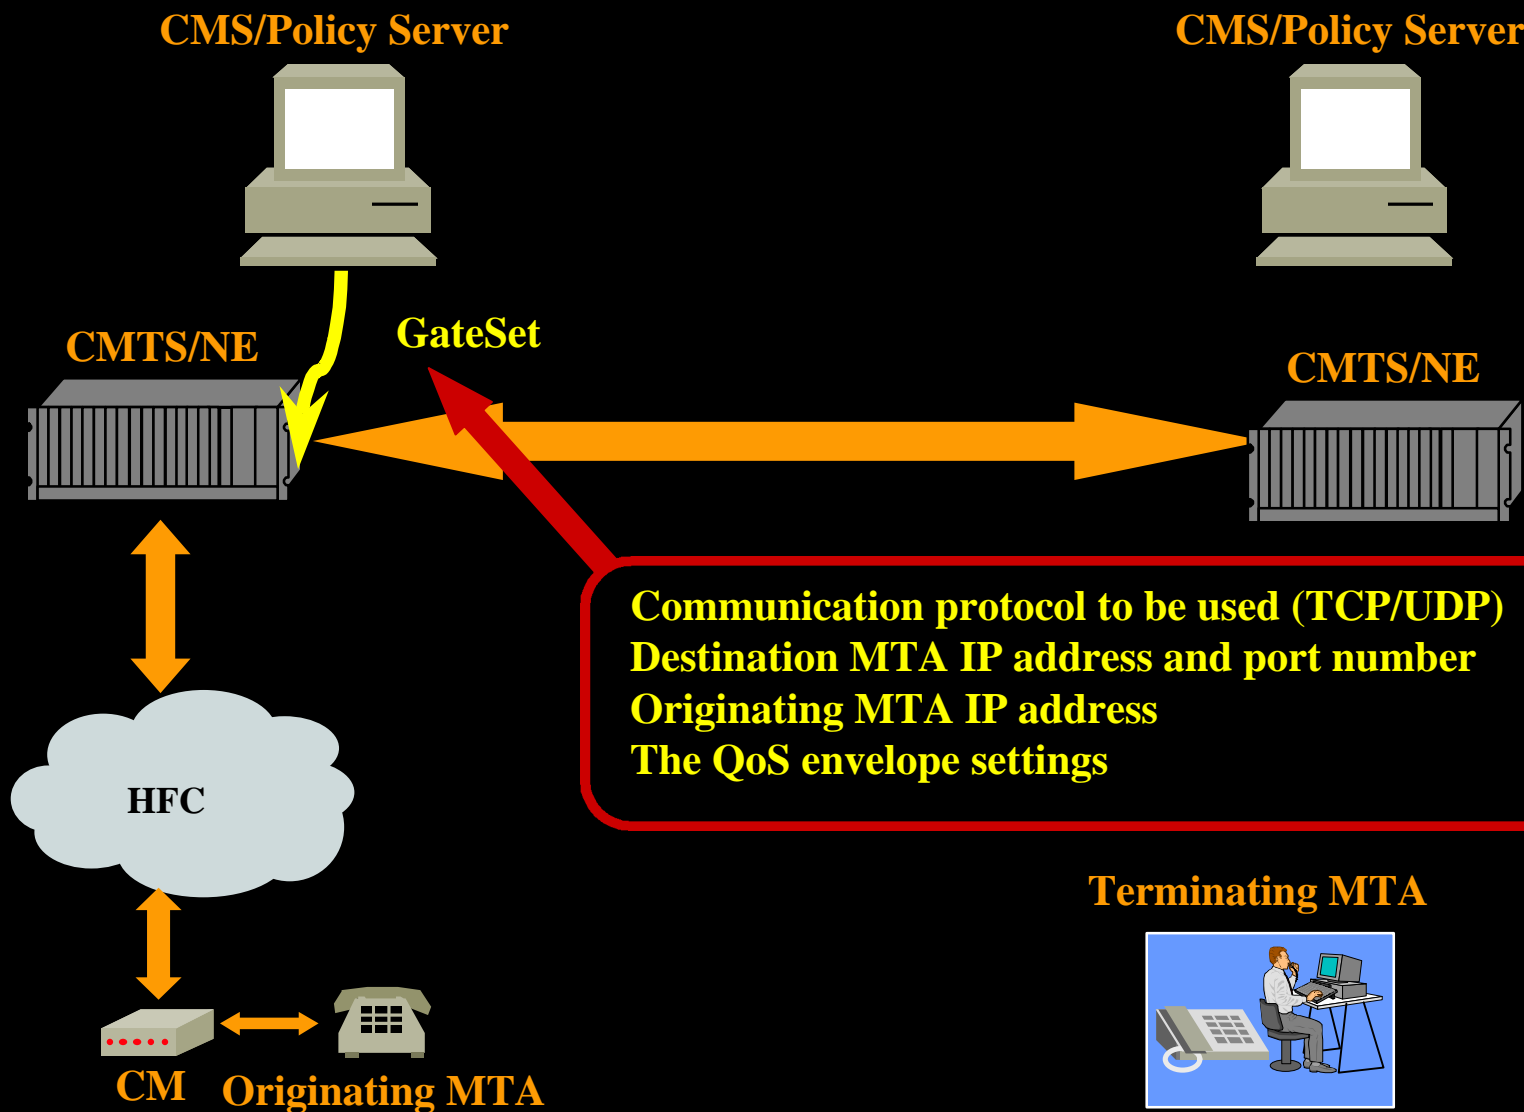 CMS/Policy Server
CMS/Policy Server
CMTS/NE
GateSet
CMTS/NE
Communication protocol to be used (TCP/UDP)
Destination MTA IP address and port number
Originating MTA IP address
The QoS envelope settings
HFC
Terminating MTA
CM
Originating MTA